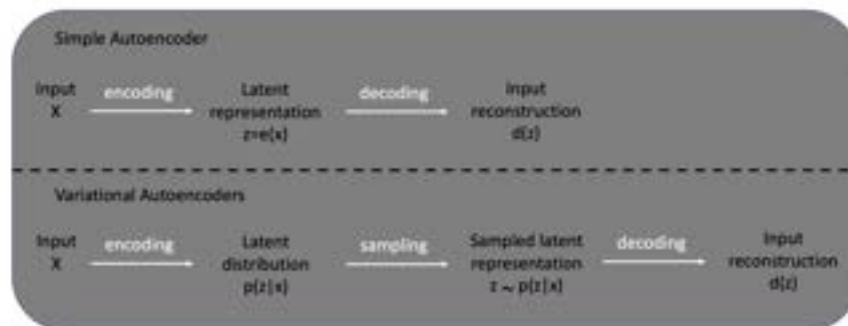 Simple Autoencoder
Input encoding Latent decoding Input
X representation reconstruction
z=e(x) d(z)
Variational Autoencoders
Input encoding Latent sampling Sampled latent decoding Input
X distribution representation reconstruction
p(z|x) z ~ p(z|x) d(z)